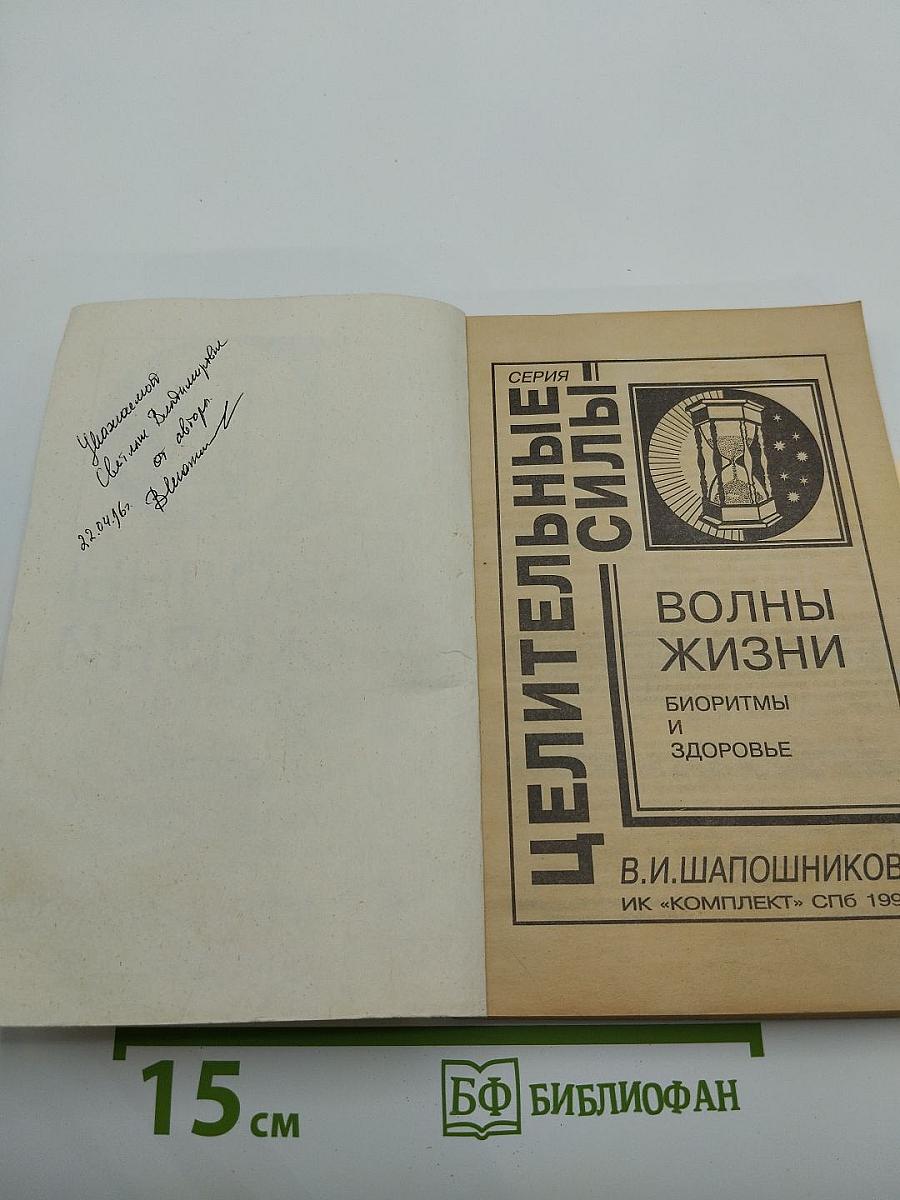 Уважаемой
Светлане Владимировне
от автора.
22.04.96г.
СЕРИЯ
ЦЕЛИТЕЛЬНЫЕ
СИЛЫ
ВОЛНЫ
ЖИЗНИ
БИОРИТМЫ
И
ЗДОРОВЬЕ
В.И.ШАПОШНИКОВ
ИК «КОМПЛЕКТ» СПб 199
15 см
БФ БИБЛИОФАН